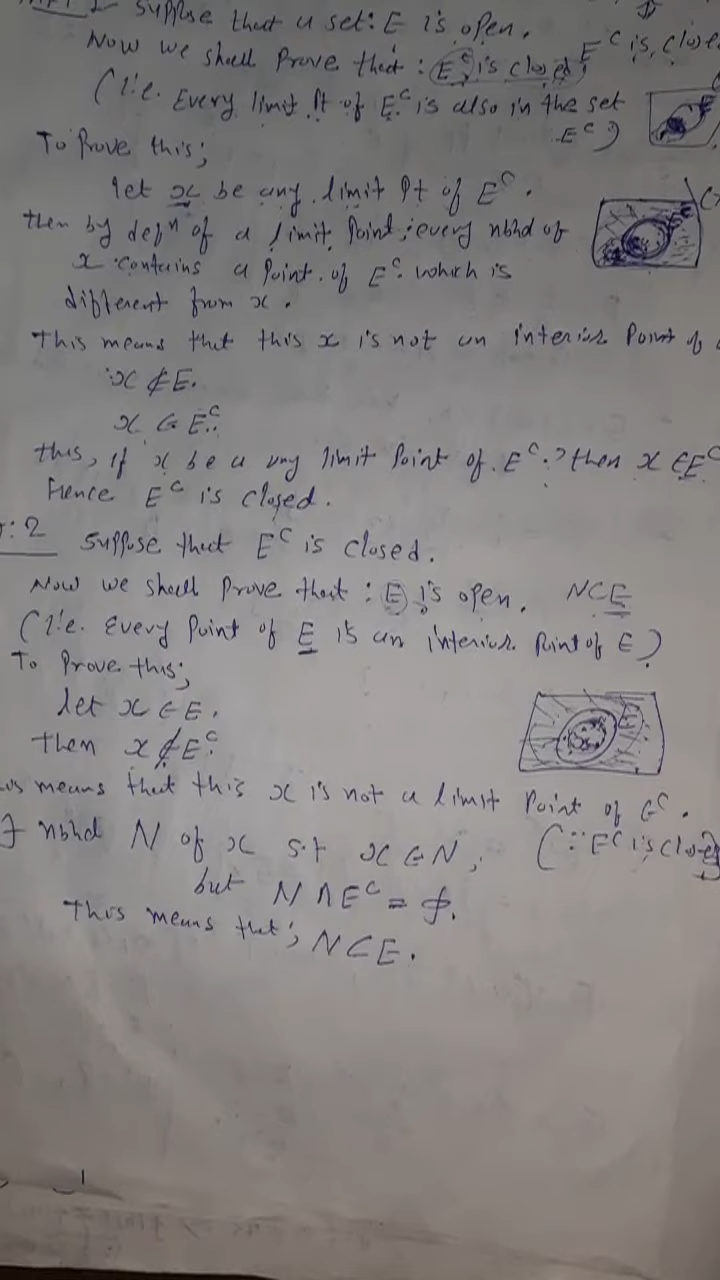 Suppose that a set: E is open.
Now we shall prove that: E^c is closed; E^c is, close
(i.e. Every limit pt of E^c is also in the set
E^c)
To prove this;
let x be any limit pt of E^c.
then by def^n of a limit point; every nbhd of
x contains a point of E^c which is
different from x.
This means that this x is not an interior point of
x ∉ E.
x ∈ E^c
this, if x be a any limit point of E^c then x ∈ E^c
Hence E^c is closed.
: 2 Suppose that E^c is closed.
Now we shall prove that: E is open. N⊂E
(i.e. Every point of E is an interior point of E)
To prove this;
let x ∈ E.
then x ∉ E^c
means that this x is not a limit point of E^c.
∃ nbhd N of x s.t x ∈ N; (∵ E^c is closed)
but N ∩ E^c = φ.
This means that; N⊂E.